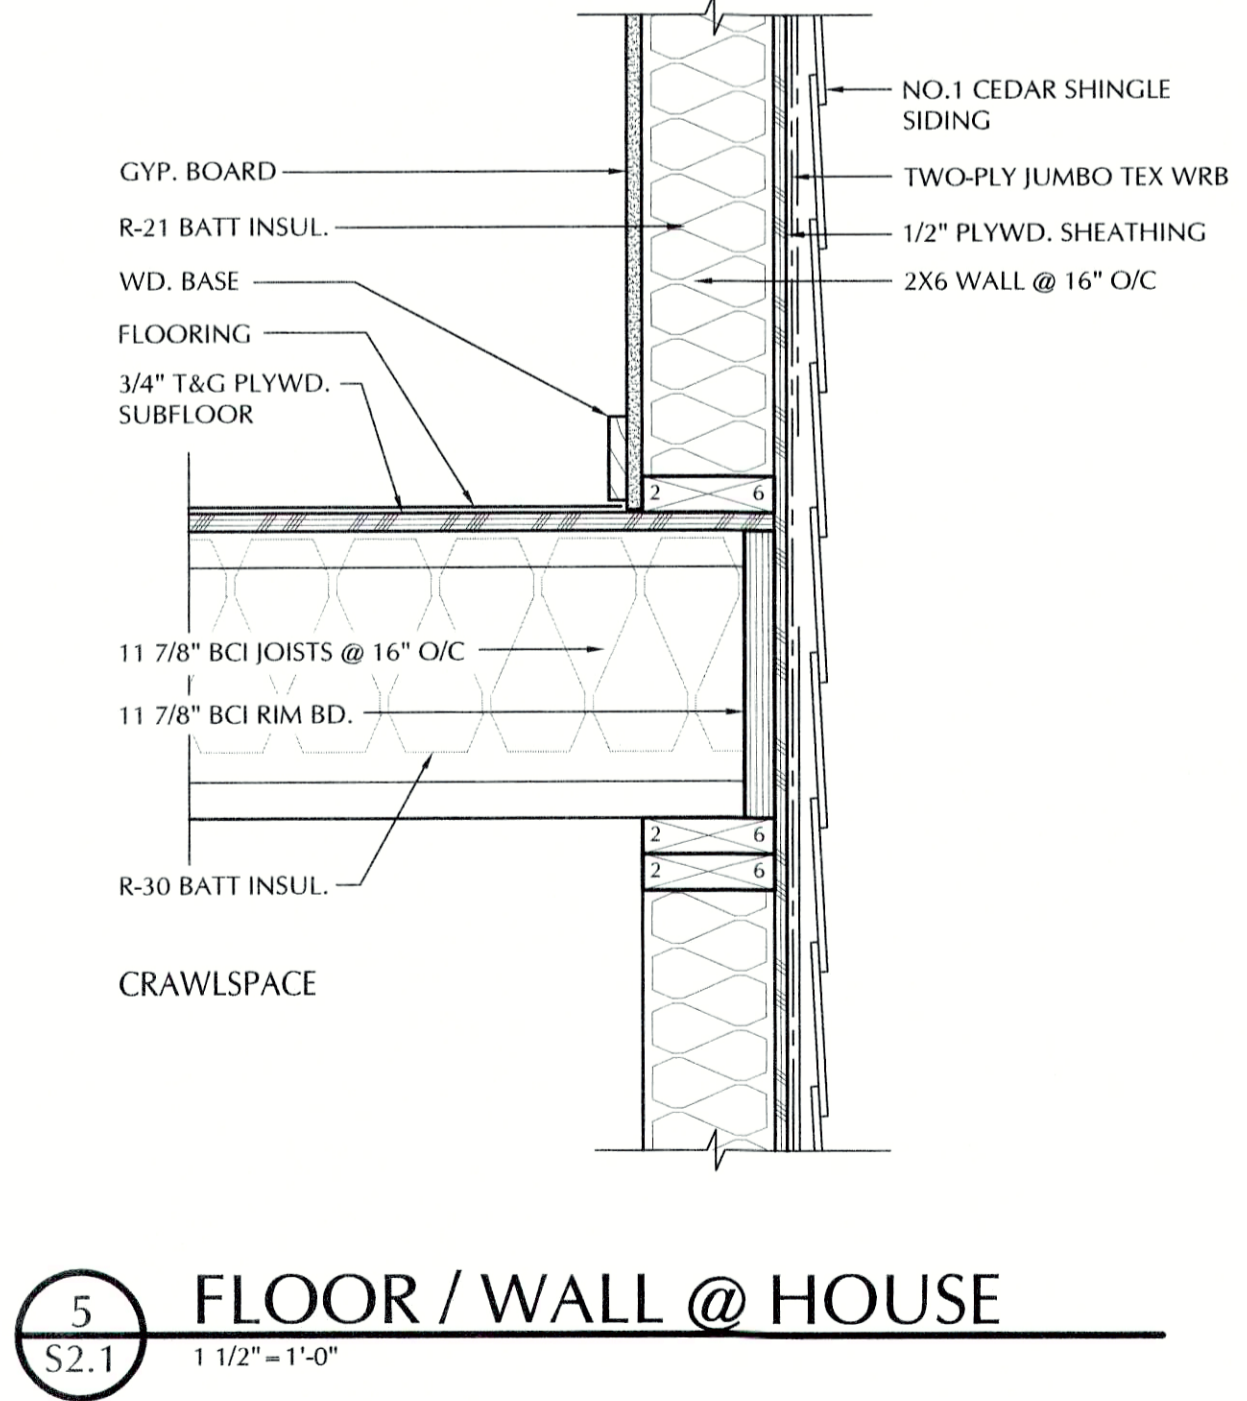 NO.1 CEDAR SHINGLE
SIDING
GYP. BOARD
TWO-PLY JUMBO TEX WRB
R-21 BATT INSUL.
1/2" PLYWD. SHEATHING
WD. BASE
2X6 WALL @ 16" O/C
FLOORING
3/4" T&G PLYWD.
SUBFLOOR
2 6
11 7/8" BCI JOISTS @ 16" O/C
11 7/8" BCI RIM BD.
2 6
2 6
R-30 BATT INSUL.
CRAWLSPACE
5
S2.1
FLOOR / WALL @ HOUSE
1 1/2" = 1'-0"